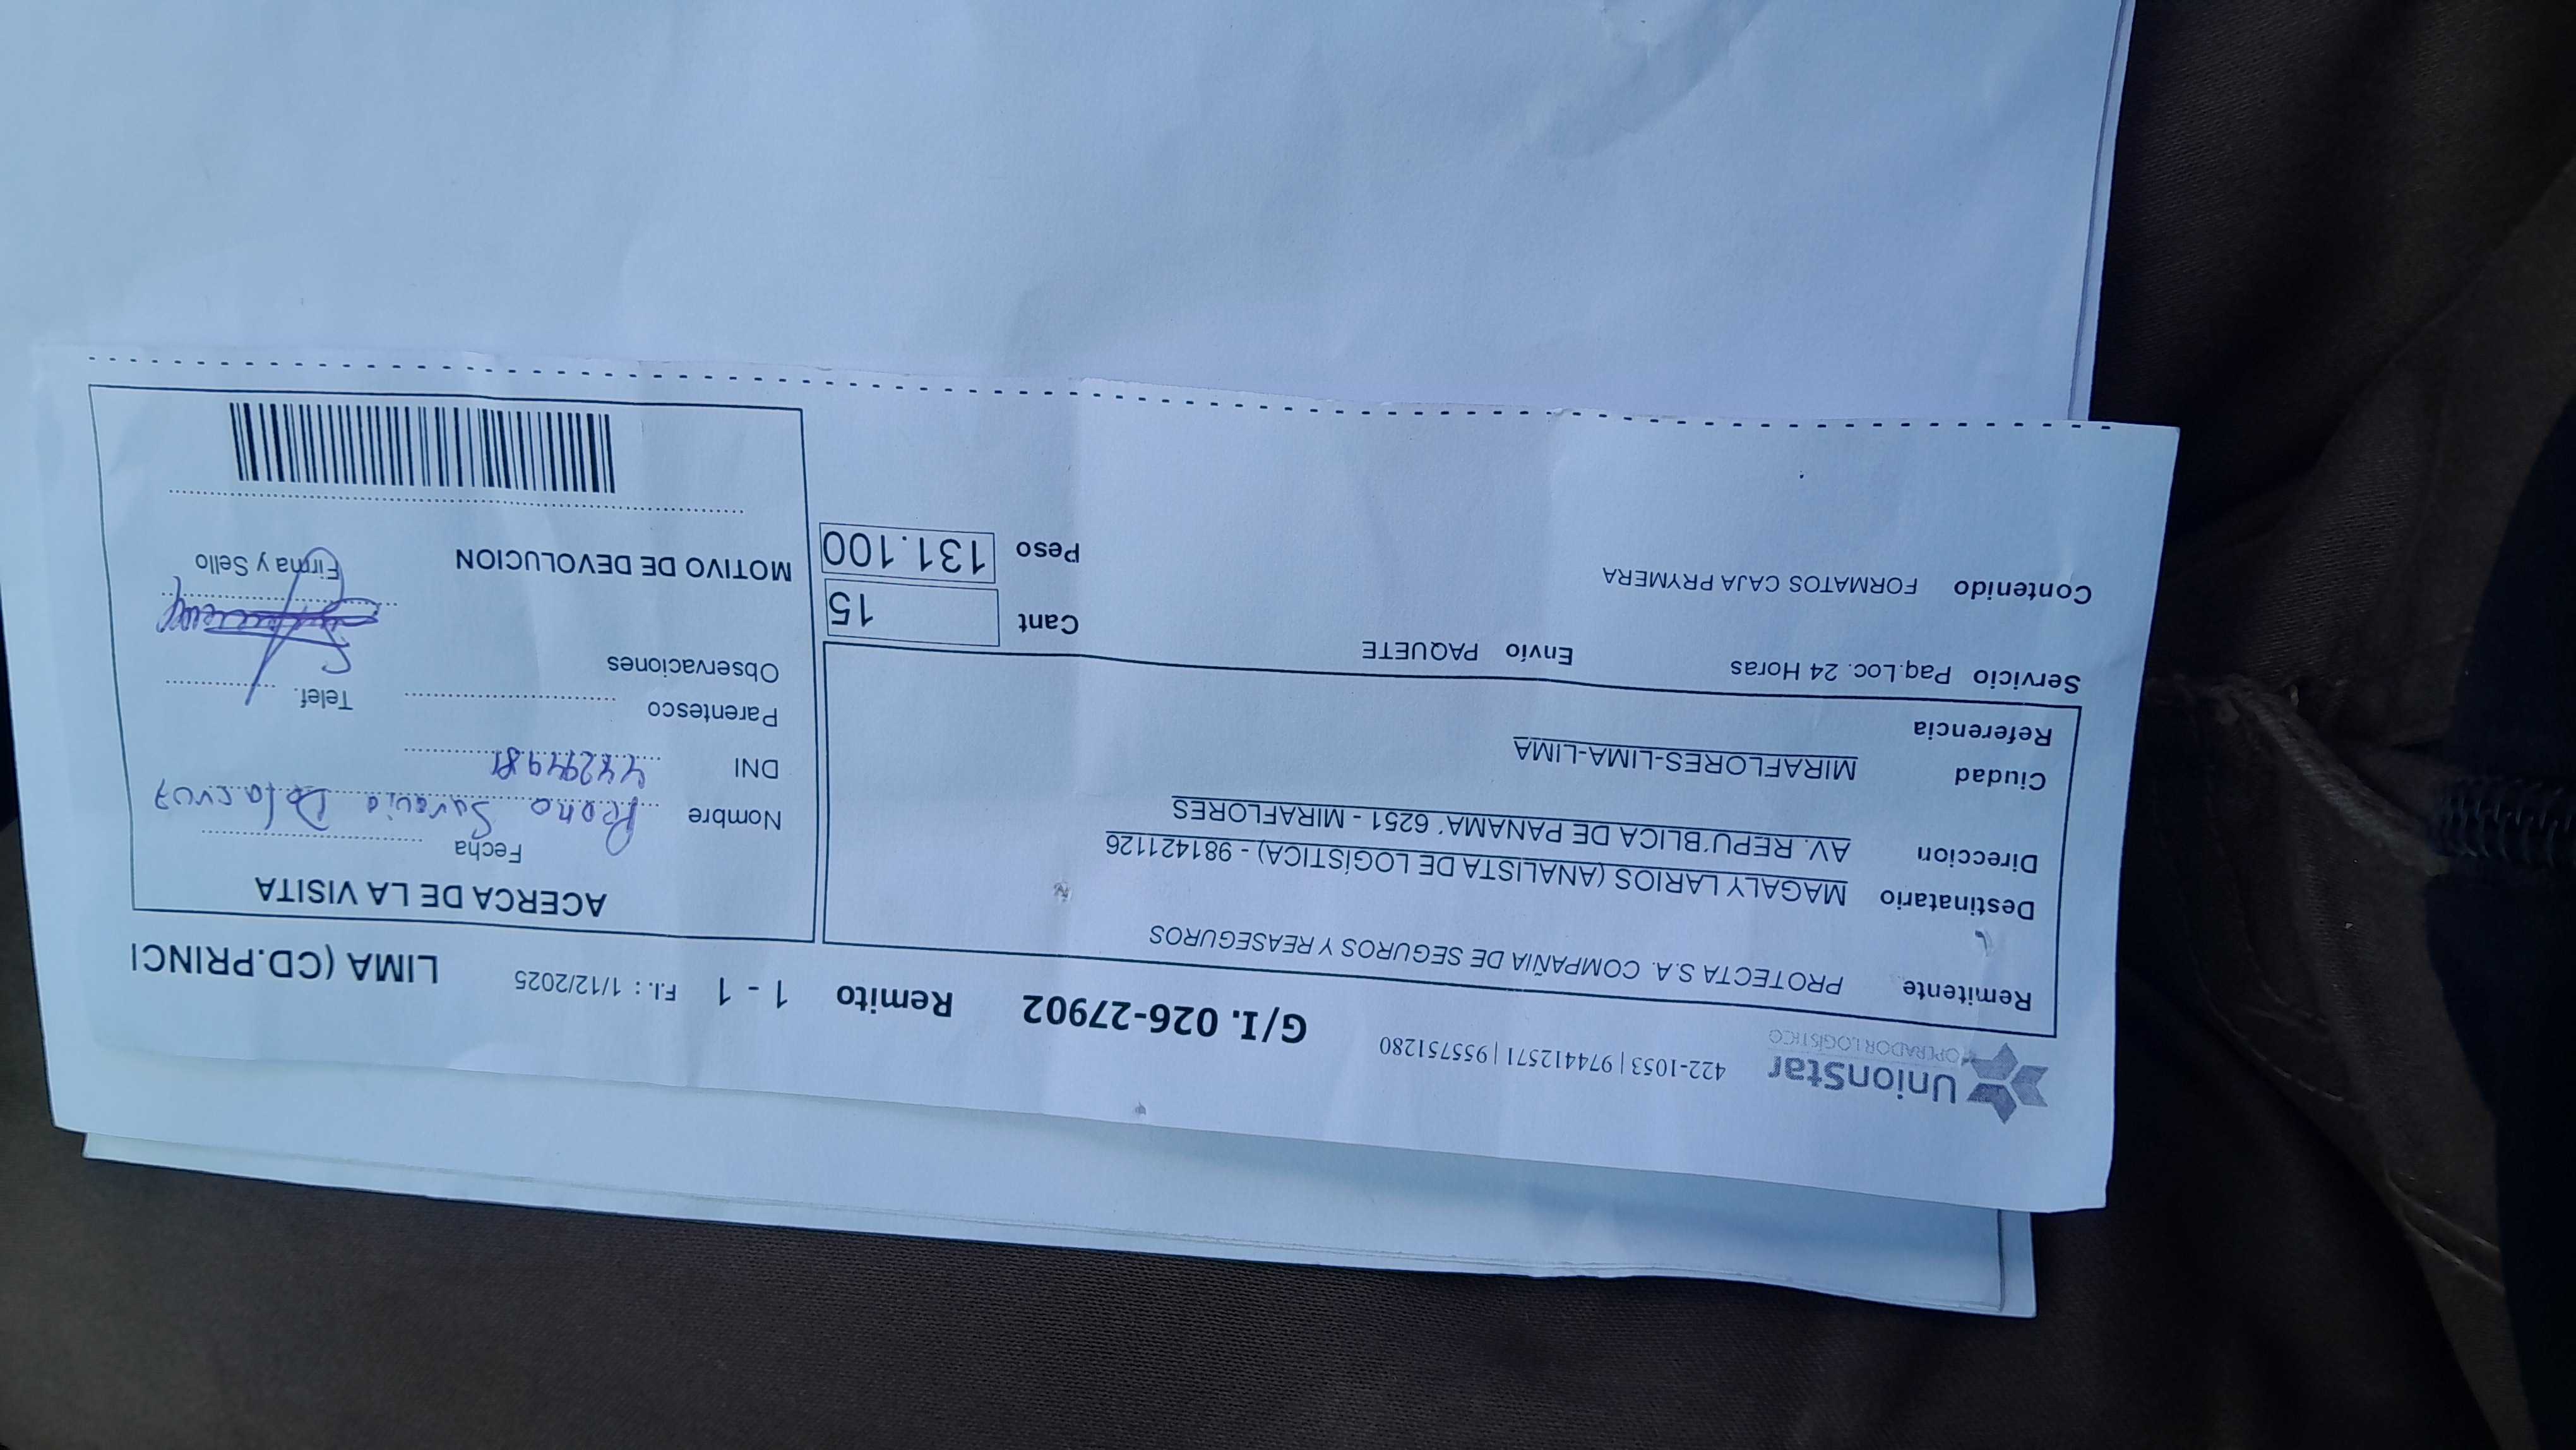 UnionStar
OPERADOR LOGÍSTICO
422-1053 | 974412571 | 955751280
G/I. 026-27902
Remito 1 - 1
F.I. : 1/12/2025
LIMA (CD.PRINCI
Remitente PROTECTA S.A. COMPAÑIA DE SEGUROS Y REASEGUROS
Destinatario MAGALY LARIOS (ANALISTA DE LOGÍSTICA) - 981421126
Direccion AV. REPU´BLICA DE PANAMA´ 6251 - MIRAFLORES
Ciudad MIRAFLORES-LIMA-LIMA
Referencia
Servicio Paq.Loc. 24 Horas Envío PAQUETE
Cant 15
Contenido FORMATOS CAJA PRYMERA
Peso 131.100
ACERCA DE LA VISITA
Fecha
Nombre
DNI
Parentesco
Telef.
Observaciones
MOTIVO DE DEVOLUCION
Firma y Sello